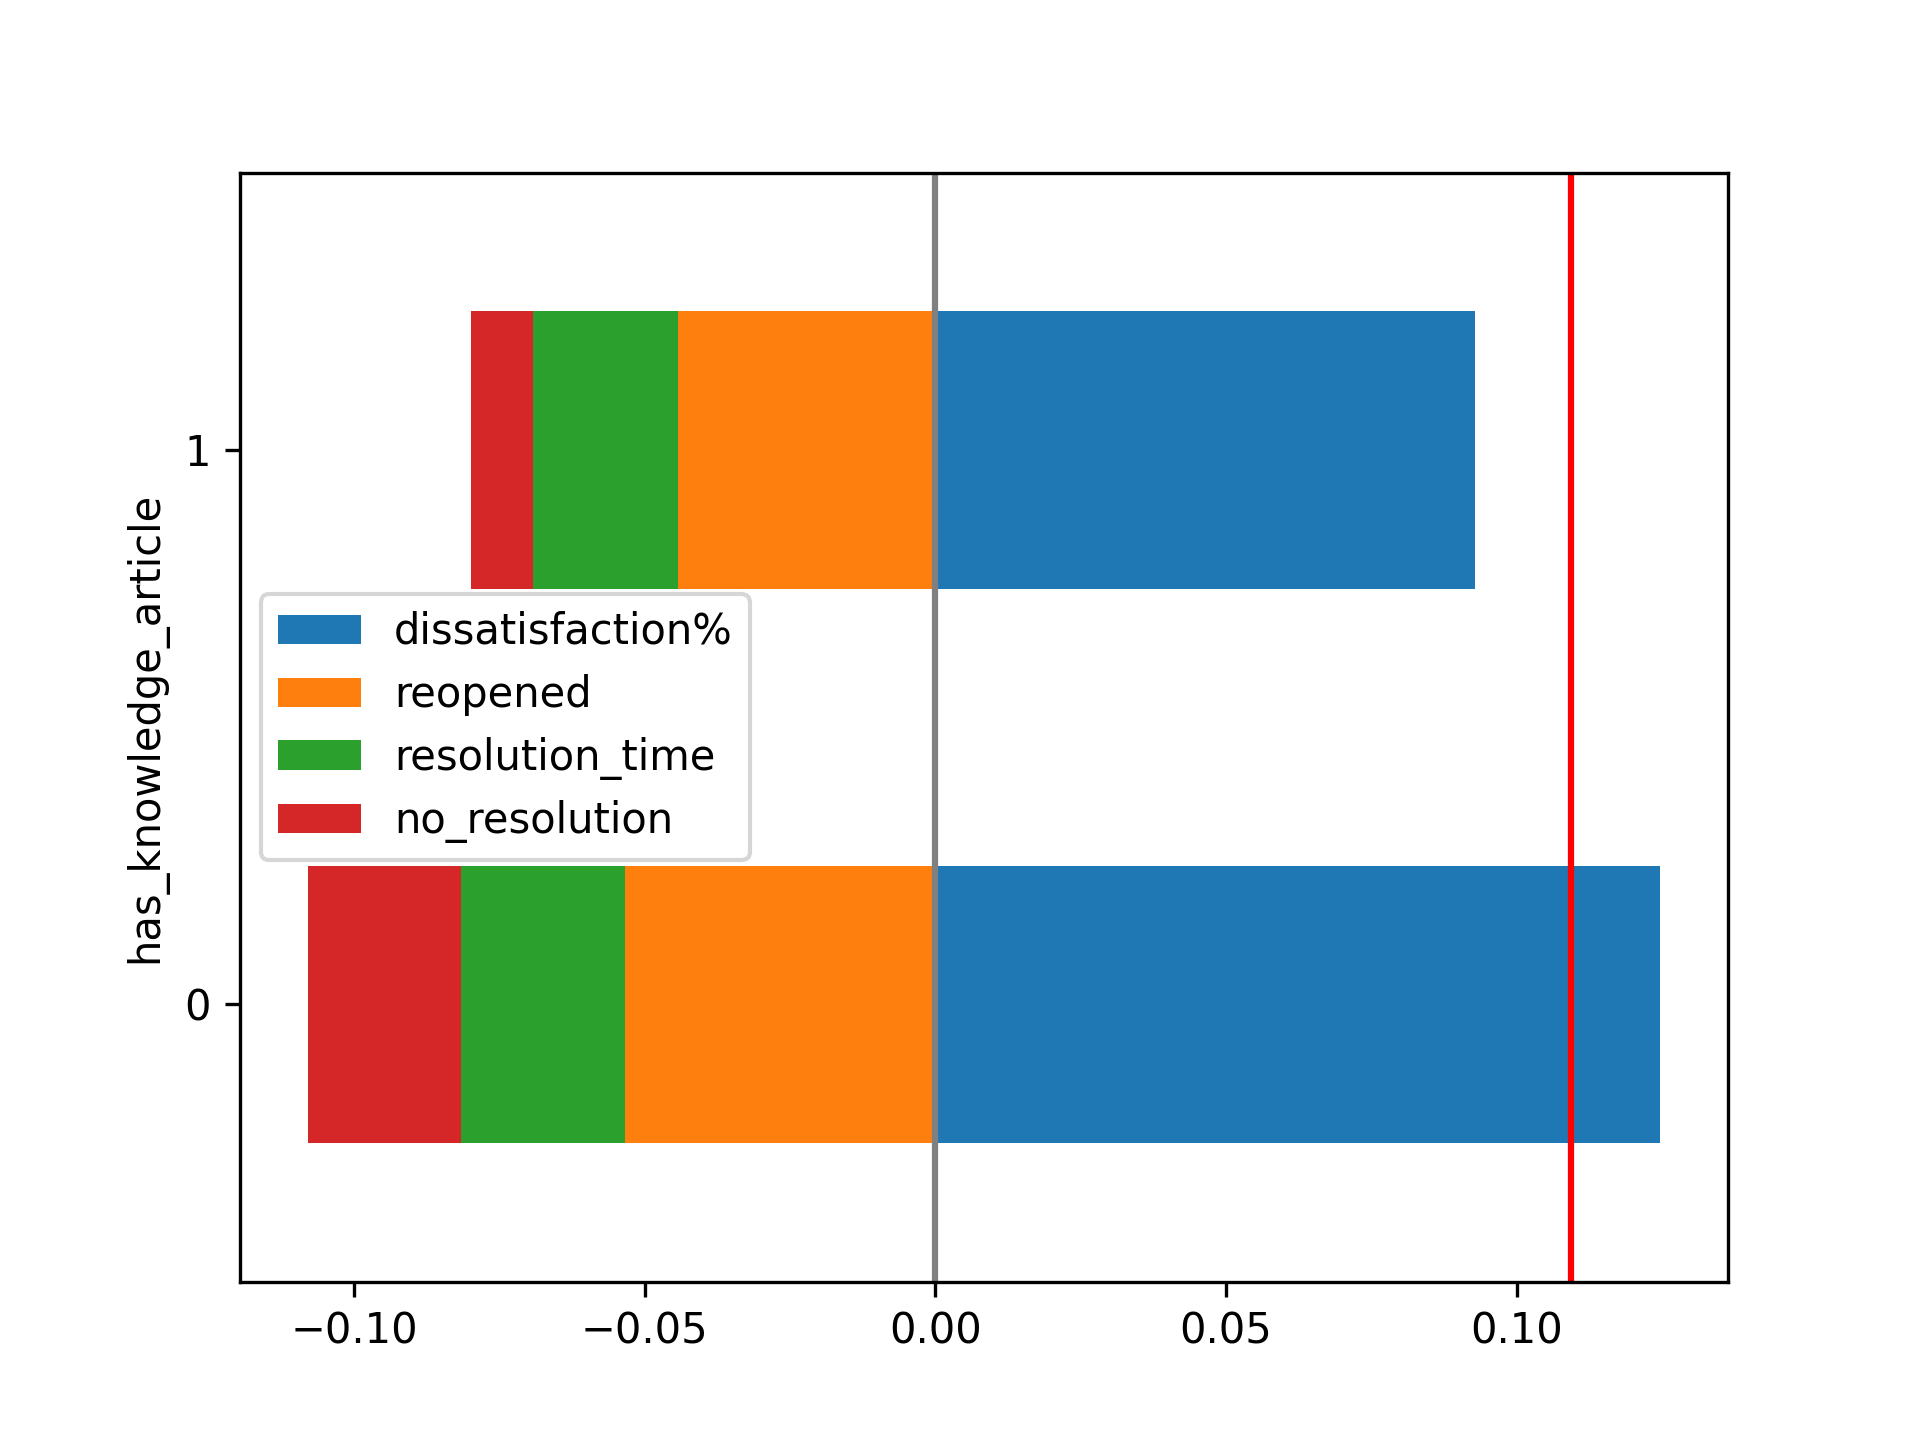 has_knowledge_article
1
0
dissatisfaction%
reopened
resolution_time
no_resolution
−0.10
−0.05
0.00
0.05
0.10